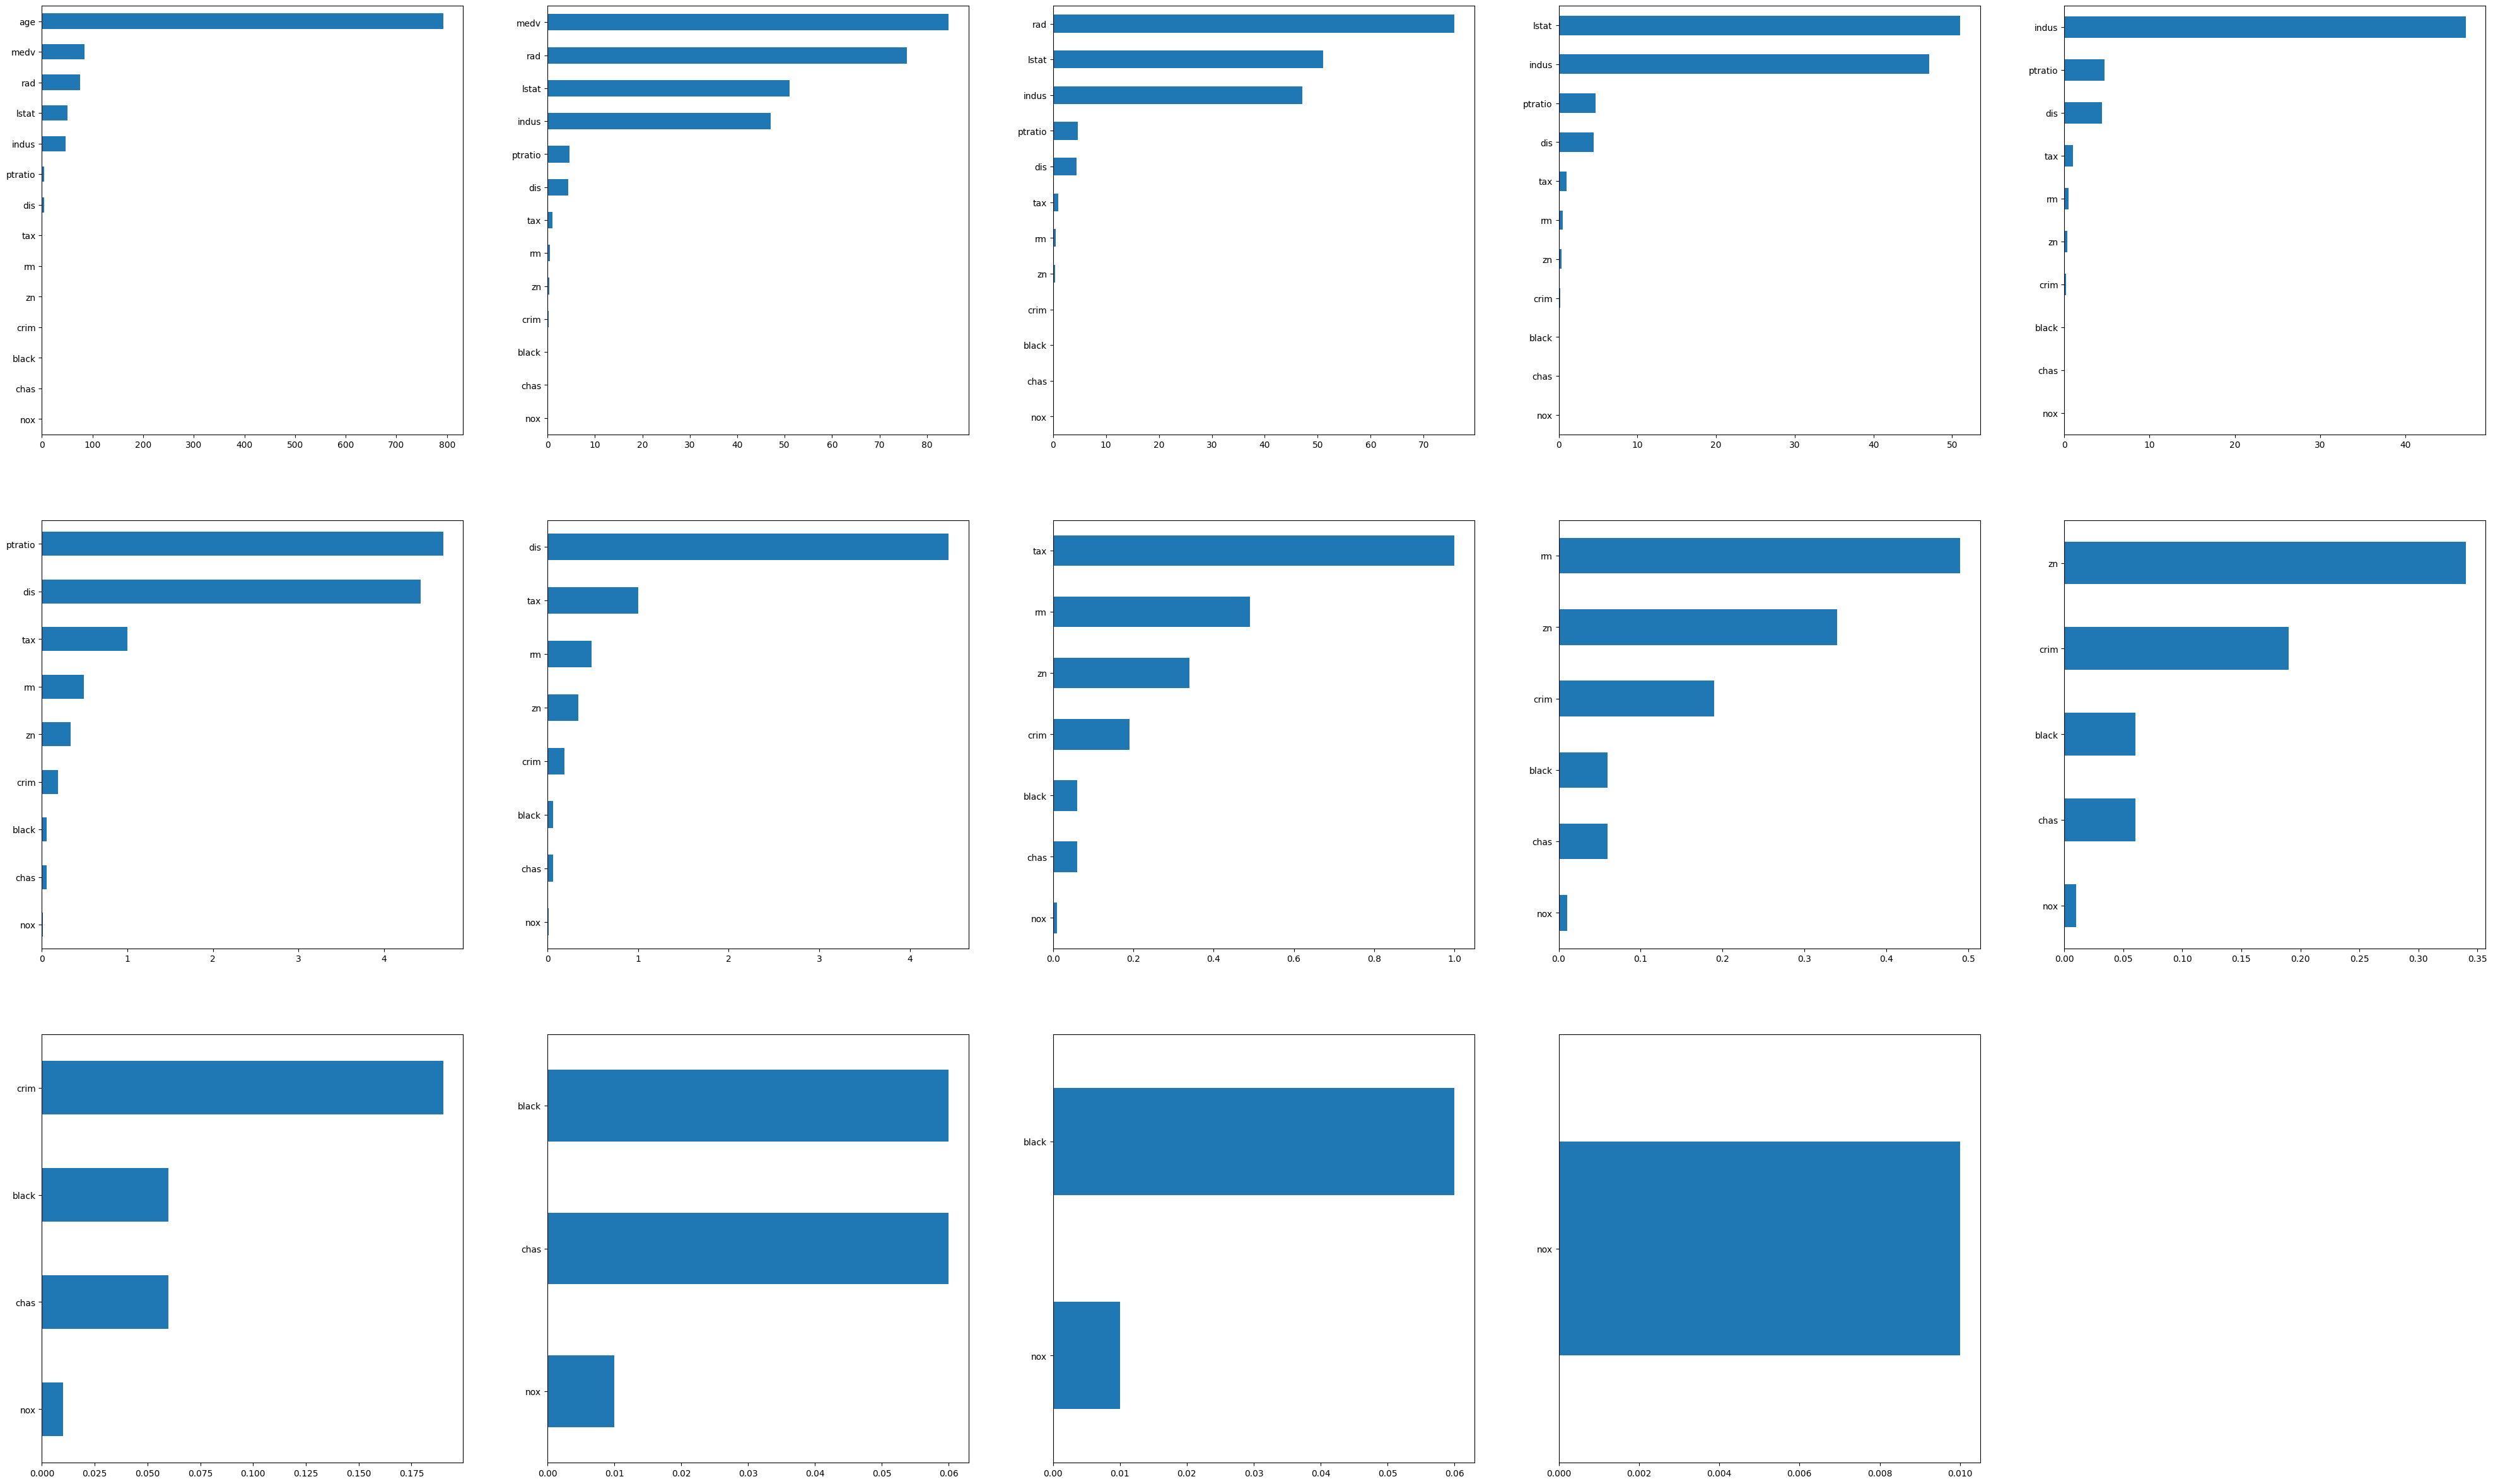 age
medv
rad
lstat
indus
ptratio
dis
tax
rm
zn
crim
black
chas
nox
0 100 200 300 400 500 600 700 800
medv
rad
lstat
indus
ptratio
dis
tax
rm
zn
crim
black
chas
nox
0 10 20 30 40 50 60 70 80
rad
lstat
indus
ptratio
dis
tax
rm
zn
crim
black
chas
nox
0 10 20 30 40 50 60 70
lstat
indus
ptratio
dis
tax
rm
zn
crim
black
chas
nox
0 10 20 30 40 50
indus
ptratio
dis
tax
rm
zn
crim
black
chas
nox
0 10 20 30 40
ptratio
dis
tax
rm
zn
crim
black
chas
nox
0 1 2 3 4
dis
tax
rm
zn
crim
black
chas
nox
0 1 2 3 4
tax
rm
zn
crim
black
chas
nox
0.0 0.2 0.4 0.6 0.8 1.0
rm
zn
crim
black
chas
nox
0.0 0.1 0.2 0.3 0.4 0.5
zn
crim
black
chas
nox
0.00 0.05 0.10 0.15 0.20 0.25 0.30 0.35
crim
black
chas
nox
0.000 0.025 0.050 0.075 0.100 0.125 0.150 0.175
black
chas
nox
0.00 0.01 0.02 0.03 0.04 0.05 0.06
black
nox
0.00 0.01 0.02 0.03 0.04 0.05 0.06
nox
0.000 0.002 0.004 0.006 0.008 0.010